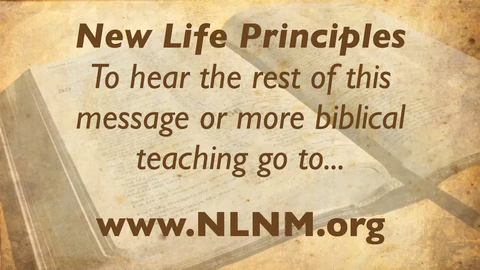 New Life Principles
To hear the rest of this
message or more biblical
teaching go to...
www.NLNM.org